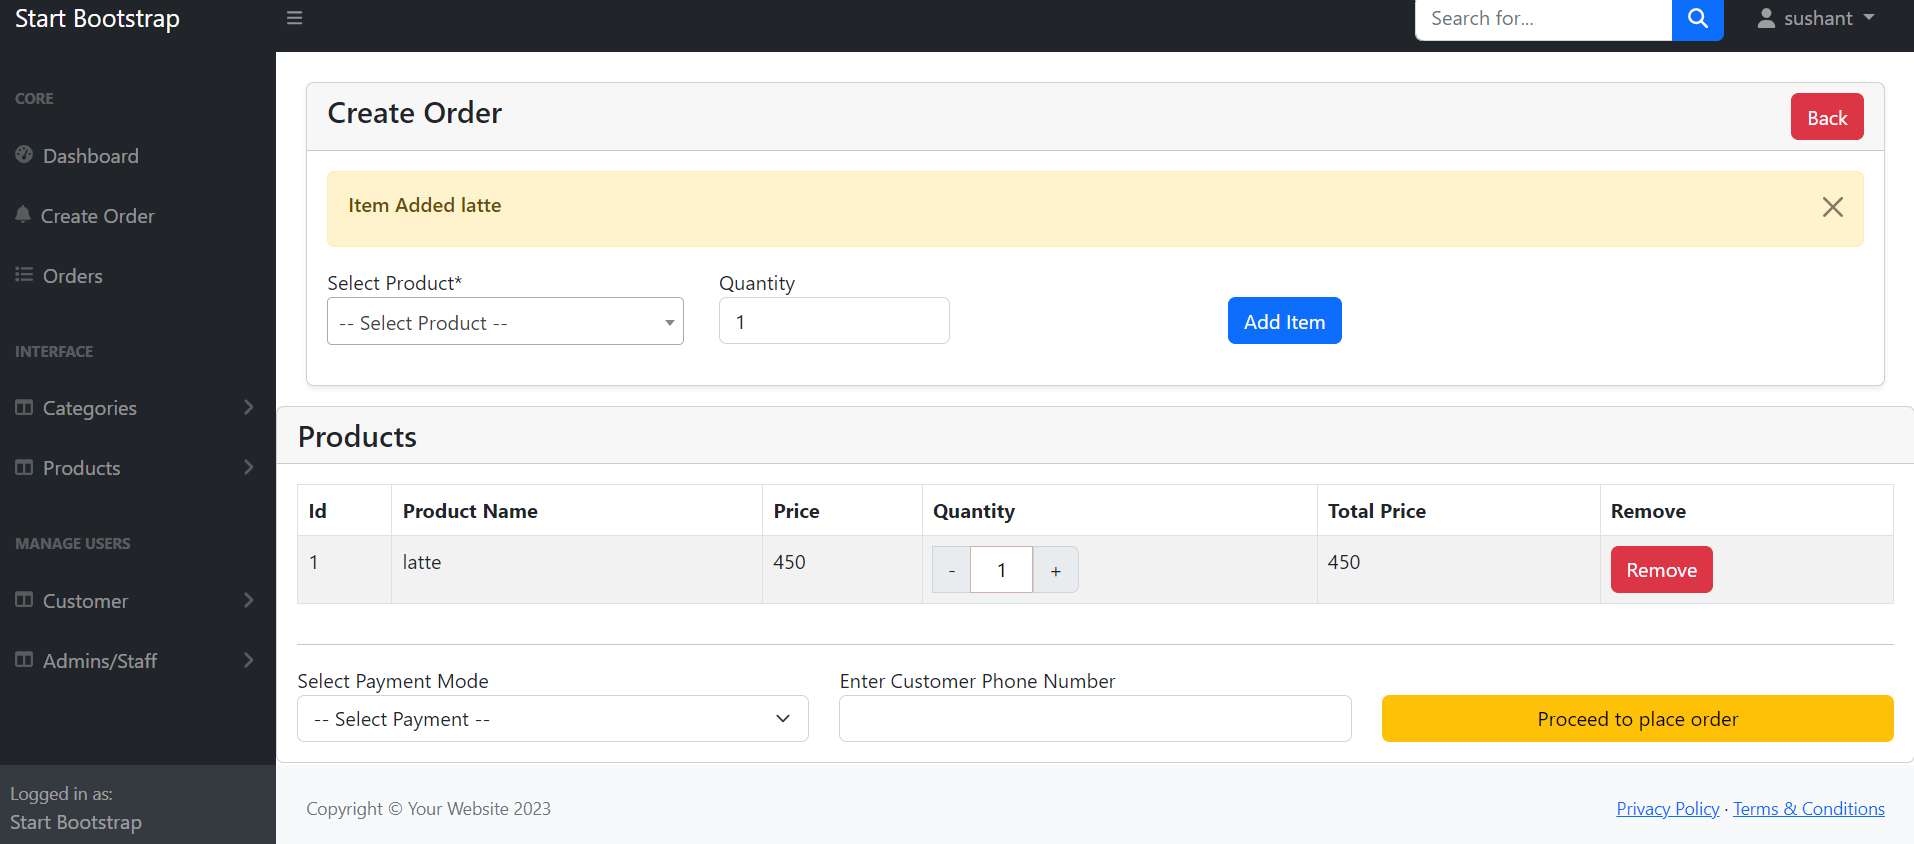 Start Bootstrap
Search for...
sushant
CORE
Dashboard
Create Order
Orders
INTERFACE
Categories
Products
MANAGE USERS
Customer
Admins/Staff
Logged in as:
Start Bootstrap
Create Order
Back
Item Added latte
Select Product*
Quantity
-- Select Product --
1
Add Item
Products
Id Product Name Price Quantity Total Price Remove
1 latte 450 - 1 + 450 Remove
Select Payment Mode
Enter Customer Phone Number
-- Select Payment --
Proceed to place order
Copyright © Your Website 2023
Privacy Policy · Terms & Conditions